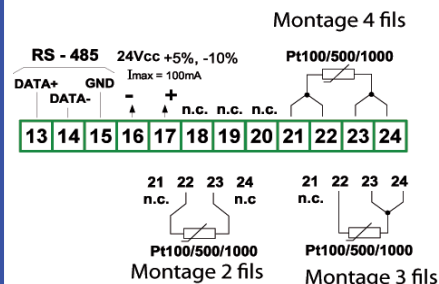 Montage 4 fils
RS - 485
24Vcc +5%, -10%
Pt100/500/1000
Imax = 100mA
DATA+
GND
DATA-
- +
n.c. n.c. n.c.
13 14 15 16 17 18 19 20 21 22 23 24
21 22 23 24
n.c. n.c
Pt100/500/1000
Montage 2 fils
21 22 23 24
n.c.
Pt100/500/1000
Montage 3 fils